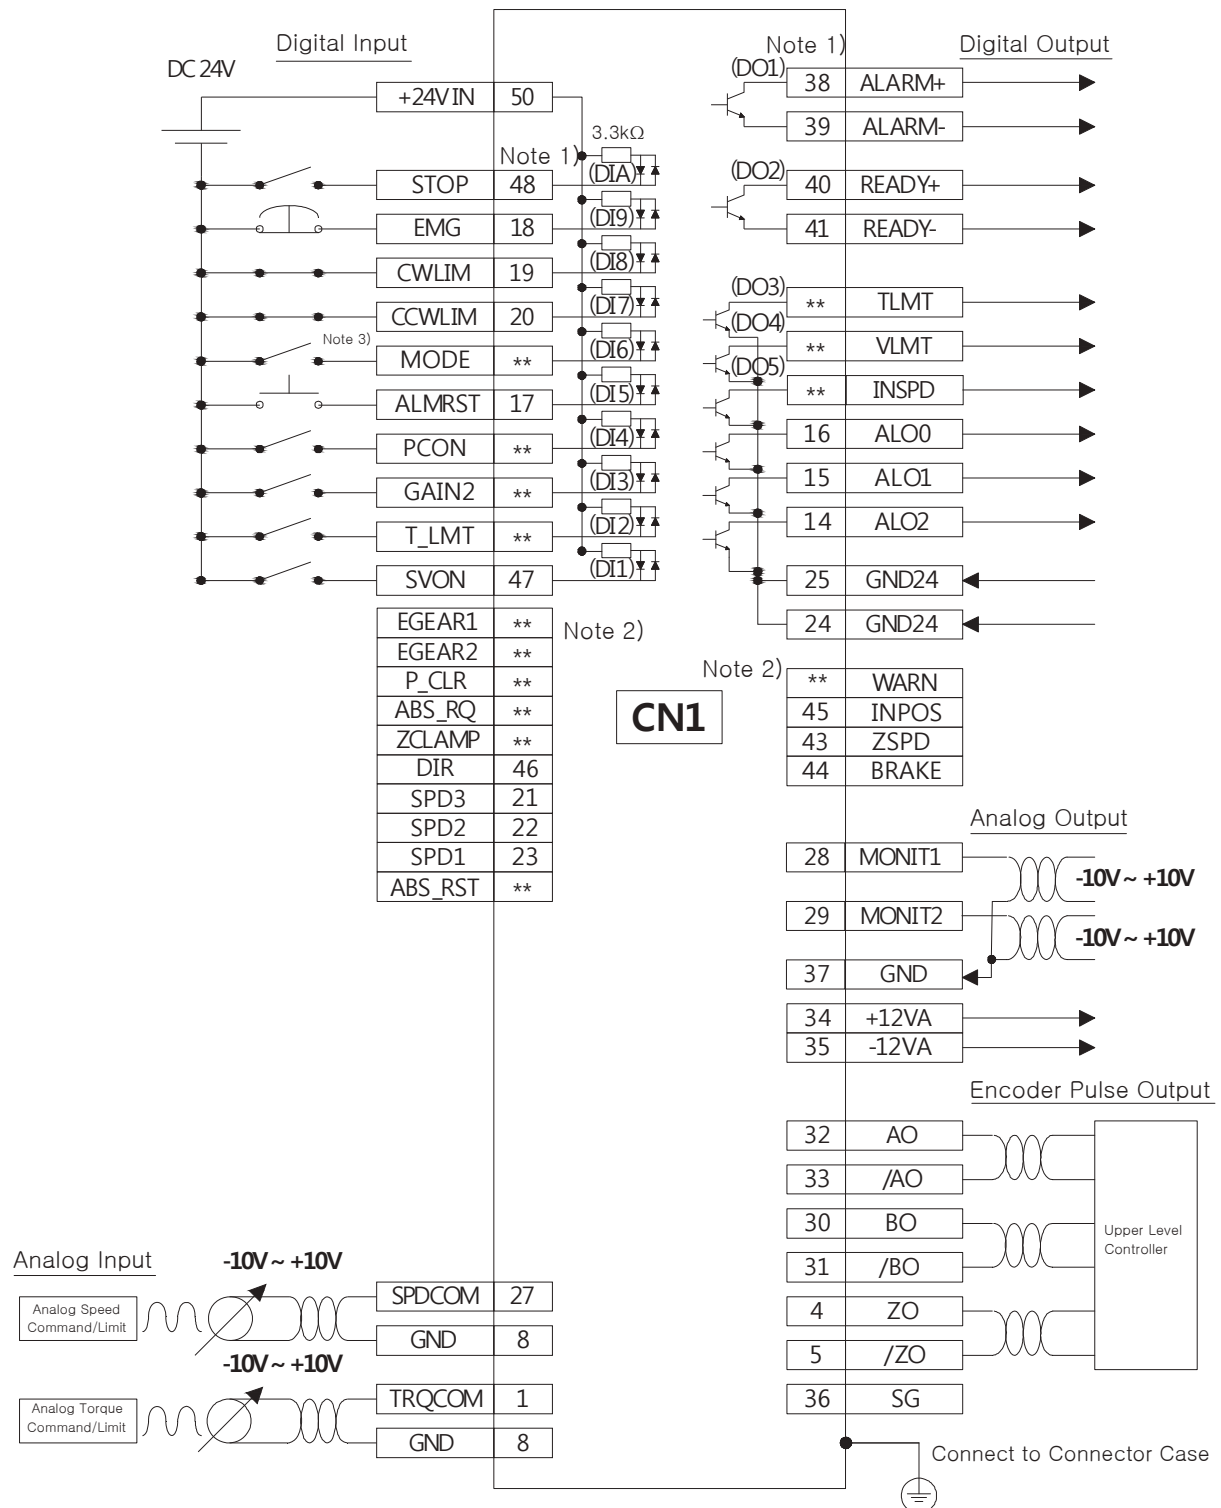 Digital Input
DC 24V
+24V IN 50
3.3kΩ
Note 1)
STOP 48 (DIA)
EMG 18 (DI9)
CWLIM 19 (DI8)
CCWLIM 20 (DI7)
Note 3)
MODE ** (DI6)
ALMRST 17 (DI5)
PCON ** (DI4)
GAIN2 ** (DI3)
T_LMT ** (DI2)
SVON 47 (DI1)
EGEAR1 **
Note 2)
EGEAR2 **
P_CLR **
ABS_RQ **
ZCLAMP **
DIR 46
SPD3 21
SPD2 22
SPD1 23
ABS_RST **
CN1
Note 1)
Digital Output
(DO1) 38 ALARM+
39 ALARM-
(DO2) 40 READY+
41 READY-
(DO3) ** TLMT
(DO4) ** VLMT
(DO5) ** INSPD
16 ALO0
15 ALO1
14 ALO2
25 GND24
24 GND24
Note 2)
** WARN
45 INPOS
43 ZSPD
44 BRAKE
Analog Output
28 MONIT1
-10V ~ +10V
29 MONIT2
-10V ~ +10V
37 GND
34 +12VA
35 -12VA
Encoder Pulse Output
32 AO
33 /AO
30 BO
31 /BO
4 ZO
5 /ZO
36 SG
Upper Level
Controller
Connect to Connector Case
Analog Input
-10V ~ +10V
Analog Speed
Command/Limit
SPDCOM 27
GND 8
-10V ~ +10V
Analog Torque
Command/Limit
TRQCOM 1
GND 8